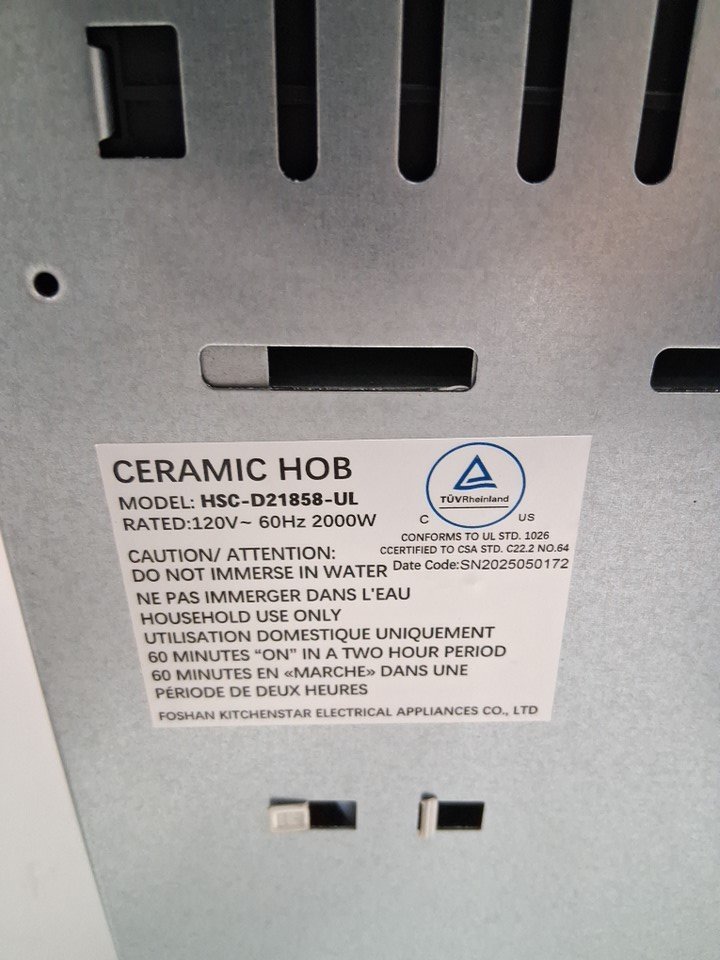 CERAMIC HOB
MODEL: HSC-D21858-UL
RATED:120V~ 60Hz 2000W
TÜVRheinland
C US
CONFORMS TO UL STD. 1026
CCERTIFIED TO CSA STD. C22.2 NO.64
Date Code:SN2025050172
CAUTION/ ATTENTION:
DO NOT IMMERSE IN WATER
NE PAS IMMERGER DANS L'EAU
HOUSEHOLD USE ONLY
UTILISATION DOMESTIQUE UNIQUEMENT
60 MINUTES “ON” IN A TWO HOUR PERIOD
60 MINUTES EN «MARCHE» DANS UNE
PÉRIODE DE DEUX HEURES
FOSHAN KITCHENSTAR ELECTRICAL APPLIANCES CO., LTD